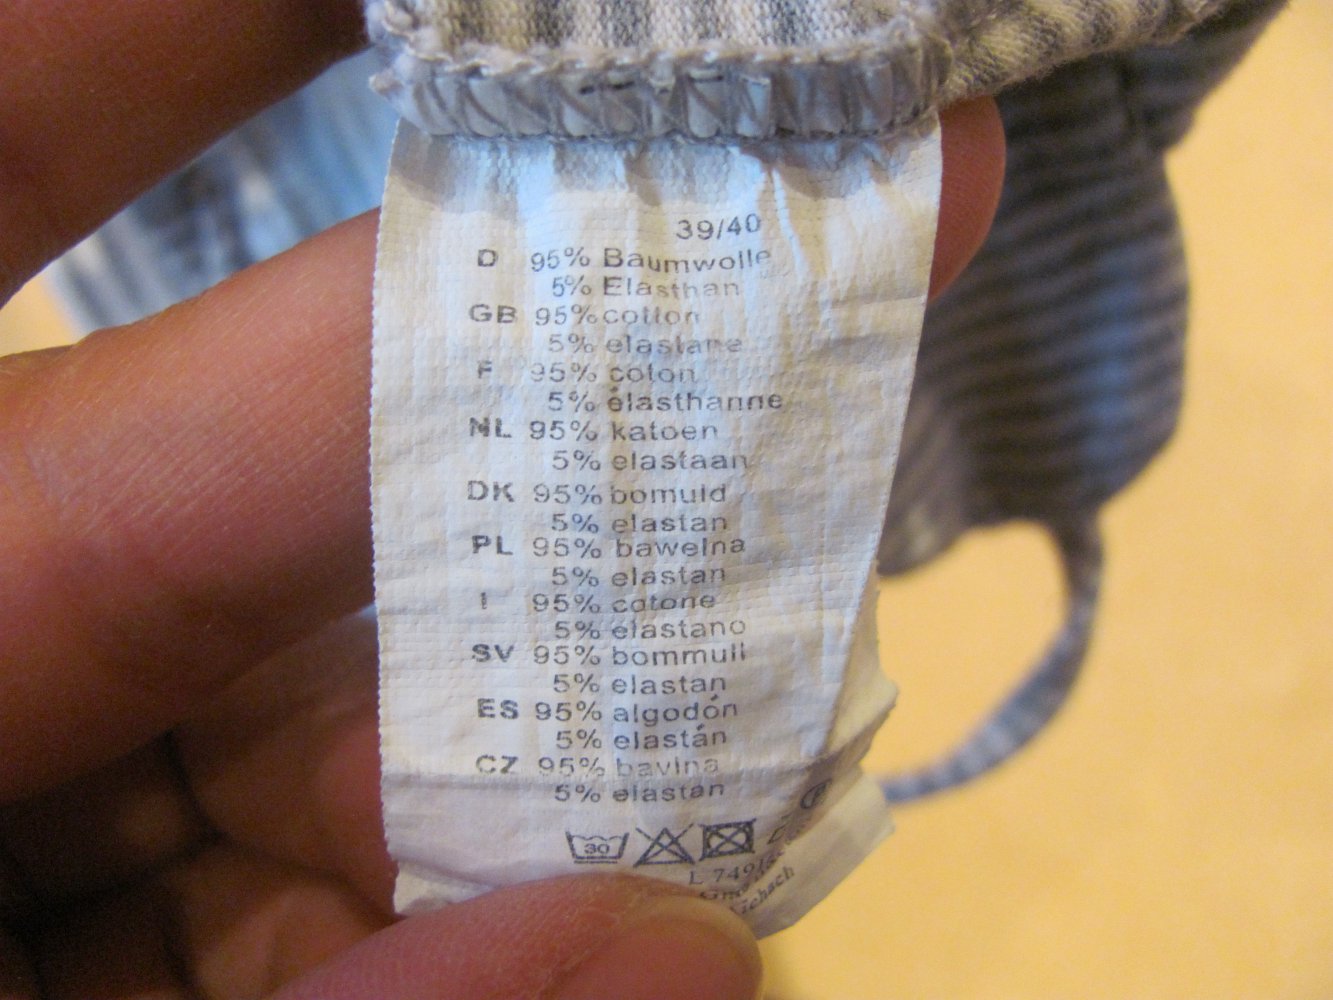 39/40
D 95% Baumwolle
5% Elasthan
GB 95% cotton
5% elastane
F 95% coton
5% élasthanne
NL 95% katoen
5% elastaan
DK 95% bomuld
5% elastan
PL 95% bawełna
5% elastan
I 95% cotone
5% elastano
SV 95% bommull
5% elastan
ES 95% algodón
5% elastán
CZ 95% bavlna
5% elastan
30
L